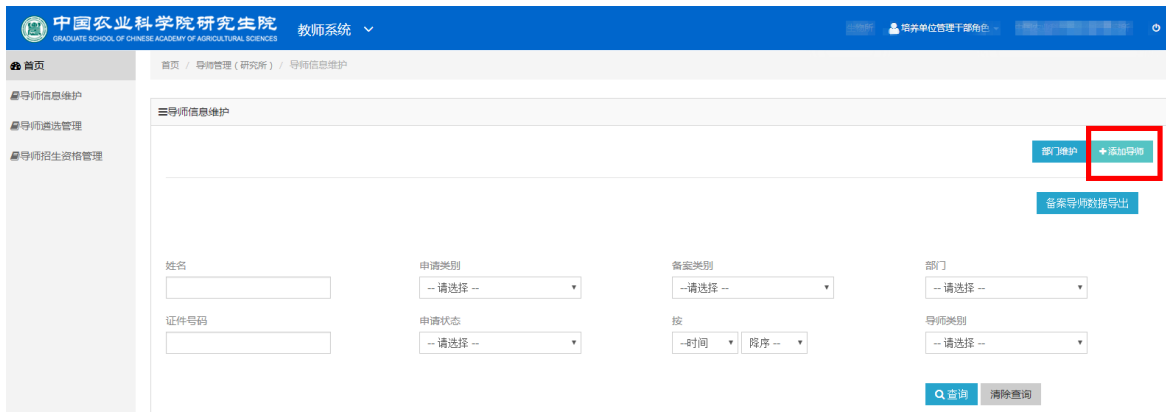 中国农业科学院研究生院
GRADUATE SCHOOL OF CHINESE ACADEMY OF AGRICULTURAL SCIENCES
教师系统
培养单位管理干部角色
首页
首页 / 导师管理(研究所) / 导师信息维护
导师信息维护
导师遴选管理
导师招生资格管理
导师信息维护
部门维护 +添加导师
备案导师数据导出
姓名 申请类别 备案类别 部门
-- 请选择 -- --请选择 -- -- 请选择 --
证件号码 申请状态 按 导师类别
-- 请选择 -- --时间 降序 -- -- 请选择 --
查询 清除查询